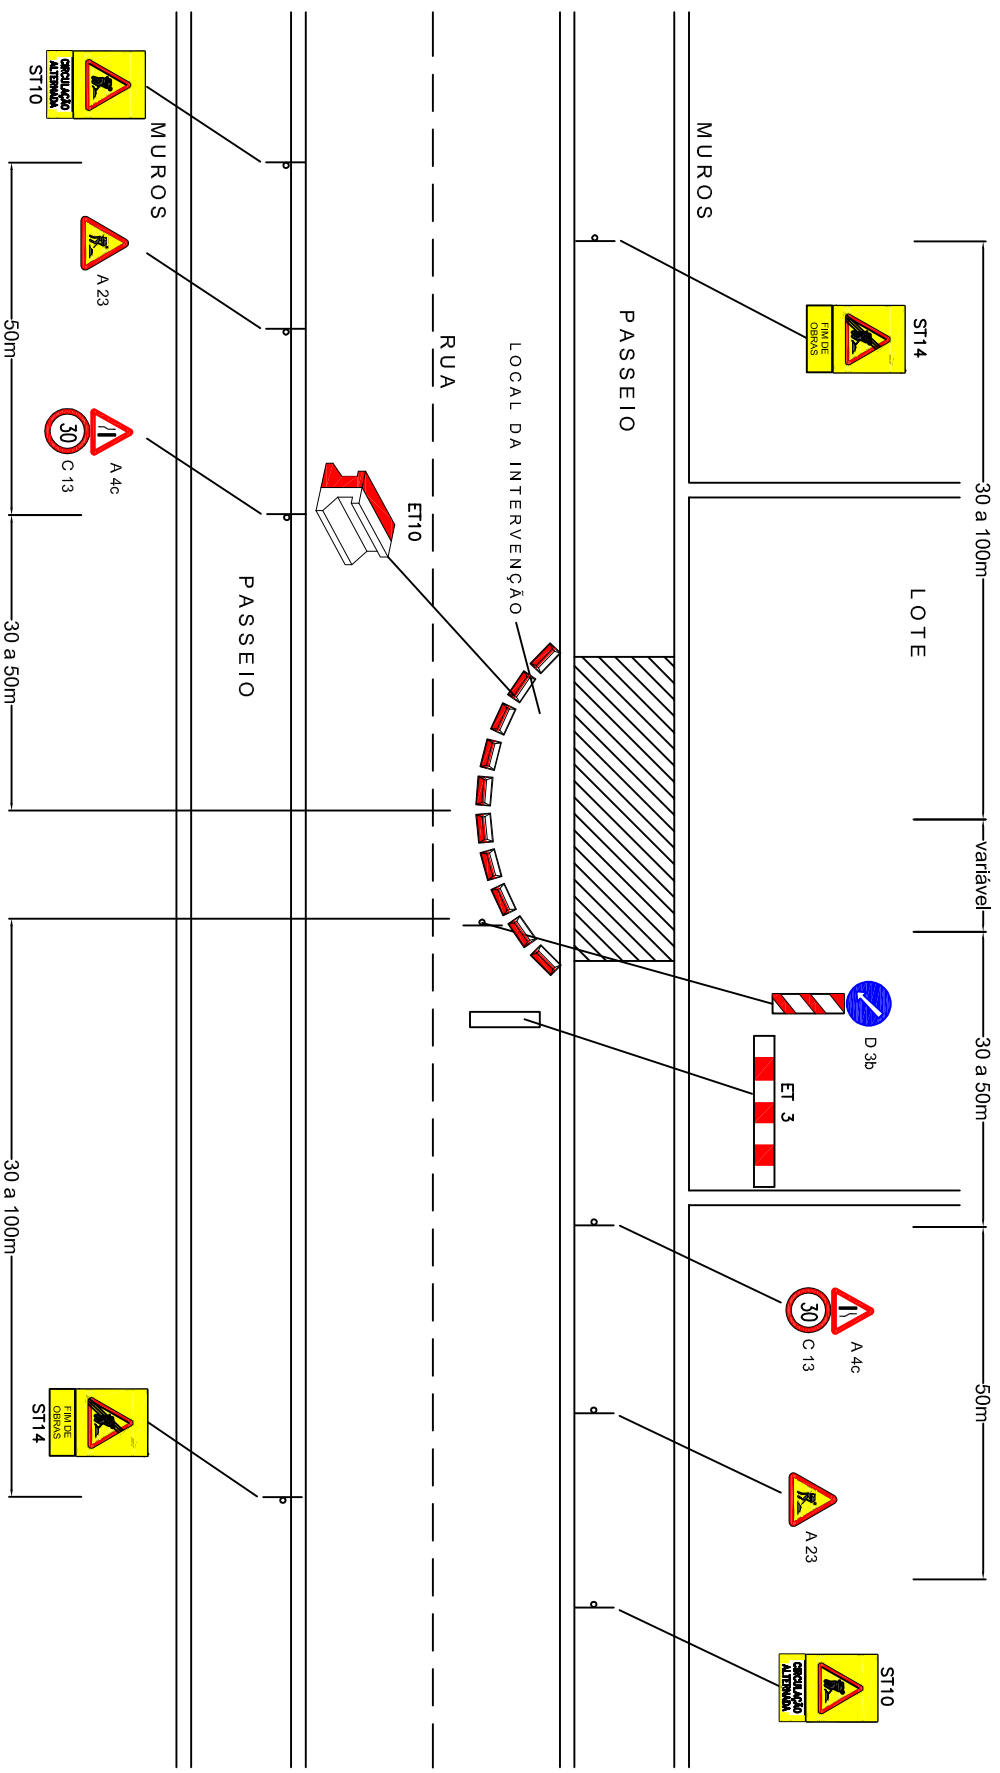 30 a 100m
variável
30 a 50m
50m
ST14
FIM DE
OBRAS
LOTE
D 3b
ET 3
A 4c
C 13
30
A 23
ST10
CIRCULAÇÃO
ALTERNADA
MUROS
PASSEIO
LOCAL DA INTERVENÇÃO
RUA
ET10
PASSEIO
MUROS
ST10
CIRCULAÇÃO
ALTERNADA
A 23
A 4c
C 13
30
ST14
FIM DE
OBRAS
50m
30 a 50m
30 a 100m